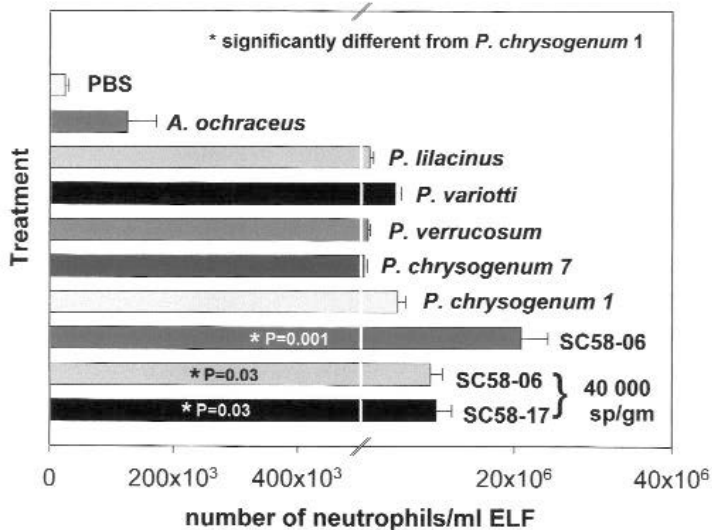 * significantly different from P. chrysogenum 1
PBS
A. ochraceus
P. lilacinus
P. variotti
P. verrucosum
P. chrysogenum 7
P. chrysogenum 1
* P=0.001
SC58-06
* P=0.03
SC58-06
* P=0.03
SC58-17
} 40 000
sp/gm
Treatment
0 200x10³ 400x10³ 20x10⁶ 40x10⁶
number of neutrophils/ml ELF